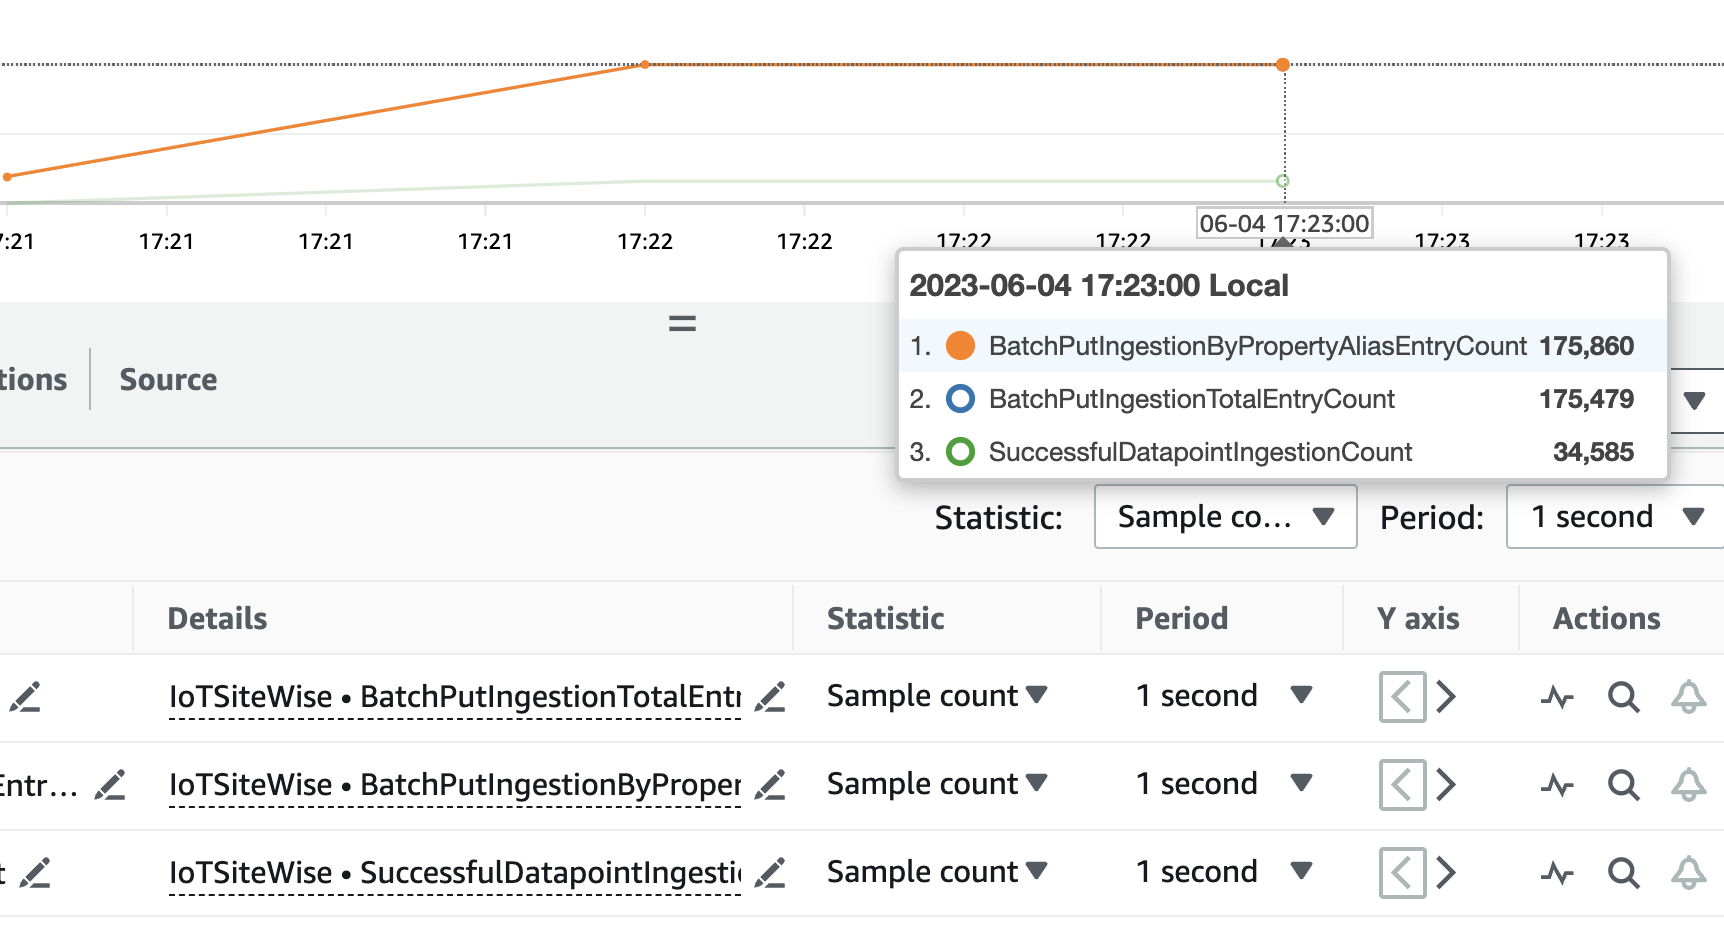 :21 17:21 17:21 17:21 17:22 17:22 17:22 17:22 17:23 17:23
06-04 17:23:00
2023-06-04 17:23:00 Local
1. BatchPutIngestionByPropertyAliasEntryCount 175,860
2. BatchPutIngestionTotalEntryCount 175,479
3. SuccessfulDatapointIngestionCount 34,585
tions Source
Statistic: Sample co... Period: 1 second
Details Statistic Period Y axis Actions
IoTSiteWise • BatchPutIngestionTotalEntr Sample count 1 second
Entr... IoTSiteWise • BatchPutIngestionByProper Sample count 1 second
t IoTSiteWise • SuccessfulDatapointIngestic Sample count 1 second